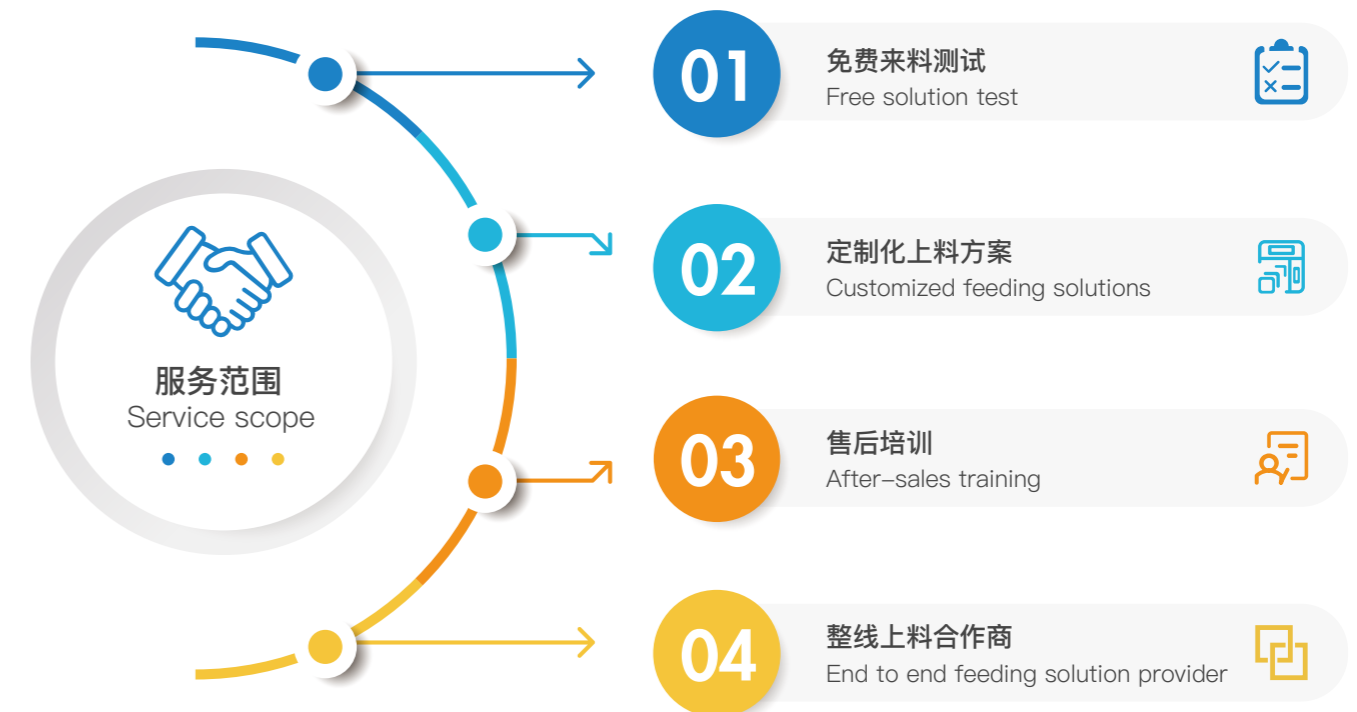 服务范围
Service scope
01
免费来料测试
Free solution test
02
定制化上料方案
Customized feeding solutions
03
售后培训
After-sales training
04
整线上料合作商
End to end feeding solution provider